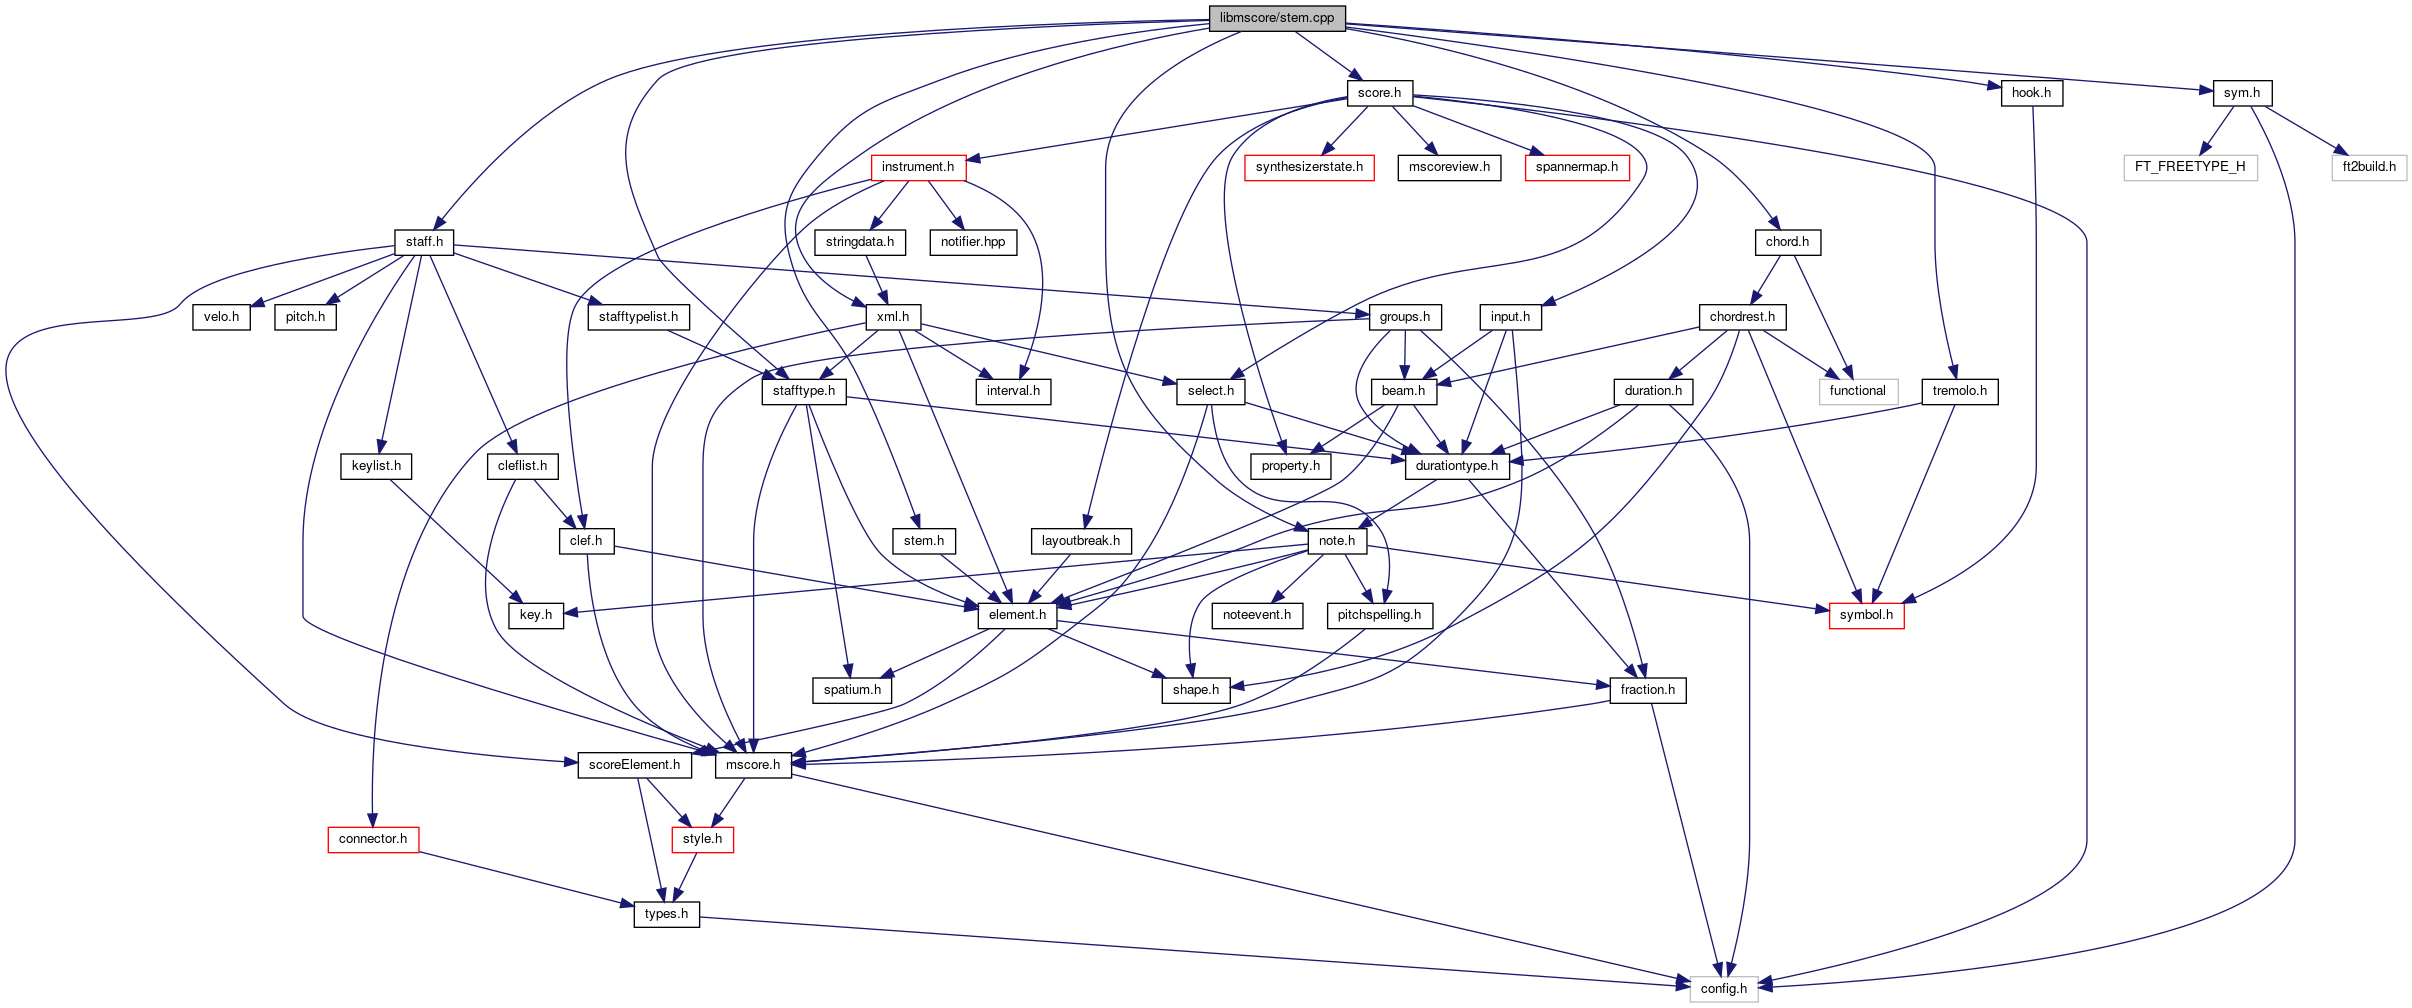 libmscore/stem.cpp
score.h
hook.h
sym.h
instrument.h
synthesizerstate.h
mscoreview.h
spannermap.h
FT_FREETYPE_H
ft2build.h
staff.h
stringdata.h
notifier.hpp
chord.h
velo.h
pitch.h
stafftypelist.h
xml.h
groups.h
input.h
chordrest.h
stafftype.h
interval.h
select.h
beam.h
duration.h
functional
tremolo.h
keylist.h
cleflist.h
property.h
durationtype.h
clef.h
stem.h
layoutbreak.h
note.h
key.h
element.h
noteevent.h
pitchspelling.h
symbol.h
spatium.h
shape.h
fraction.h
scoreElement.h
mscore.h
connector.h
style.h
types.h
config.h